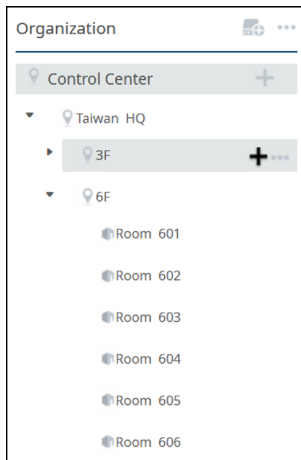 Organization
Control Center
Taiwan HQ
3F
6F
Room 601
Room 602
Room 603
Room 604
Room 605
Room 606